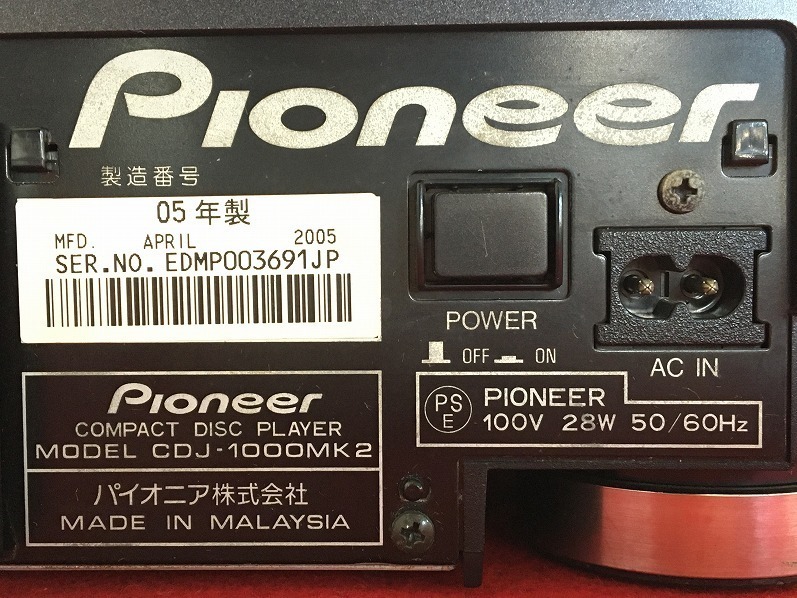 Pioneer
製造番号
05年製
MFD. APRIL 2005
SER.NO. EDMP003691JP
POWER
OFF ON
AC IN
Pioneer
COMPACT DISC PLAYER
MODEL CDJ-1000MK2
パイオニア株式会社
MADE IN MALAYSIA
PS
E
PIONEER
100V 28W 50/60Hz